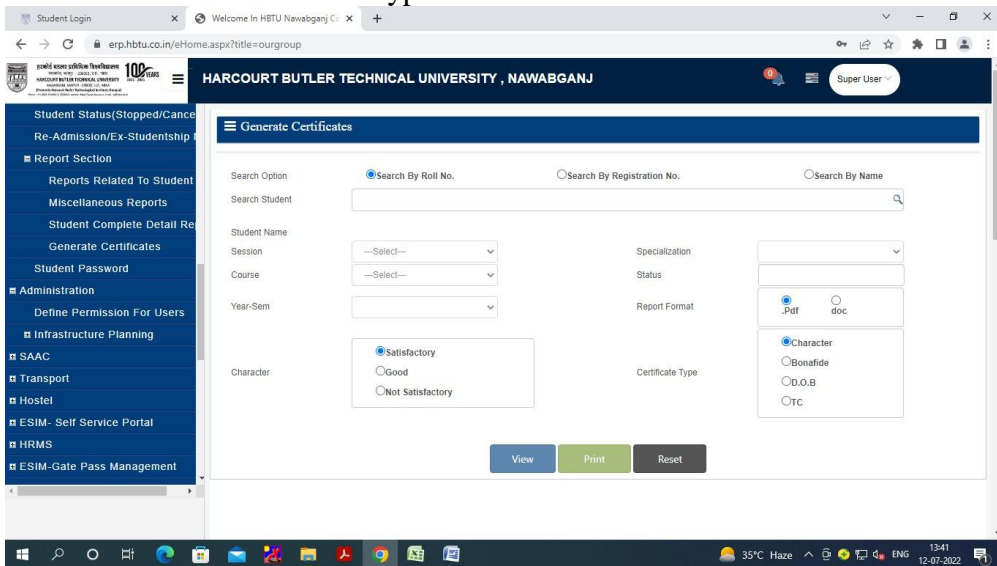 Student Login
Welcome In HBTU Nawabganj Ca
erp.hbtu.co.in/eHome.aspx?title=ourgroup
100 YEARS
HARCOURT BUTLER TECHNICAL UNIVERSITY , NAWABGANJ
0
Super User
Student Status(Stopped/Cance
Re-Admission/Ex-Studentship
Report Section
Reports Related To Student
Miscellaneous Reports
Student Complete Detail Re
Generate Certificates
Student Password
Administration
Define Permission For Users
Infrastructure Planning
SAAC
Transport
Hostel
ESIM- Self Service Portal
HRMS
ESIM-Gate Pass Management
Generate Certificates
Search Option Search By Roll No. Search By Registration No. Search By Name
Search Student
Student Name
Session ---Select--- Specialization
Course ---Select--- Status
Year-Sem Report Format .Pdf doc
Character Satisfactory Good Not Satisfactory
Certificate Type Character Bonafide D.O.B TC
View Print Reset
35°C Haze ENG 13:41
12-07-2022